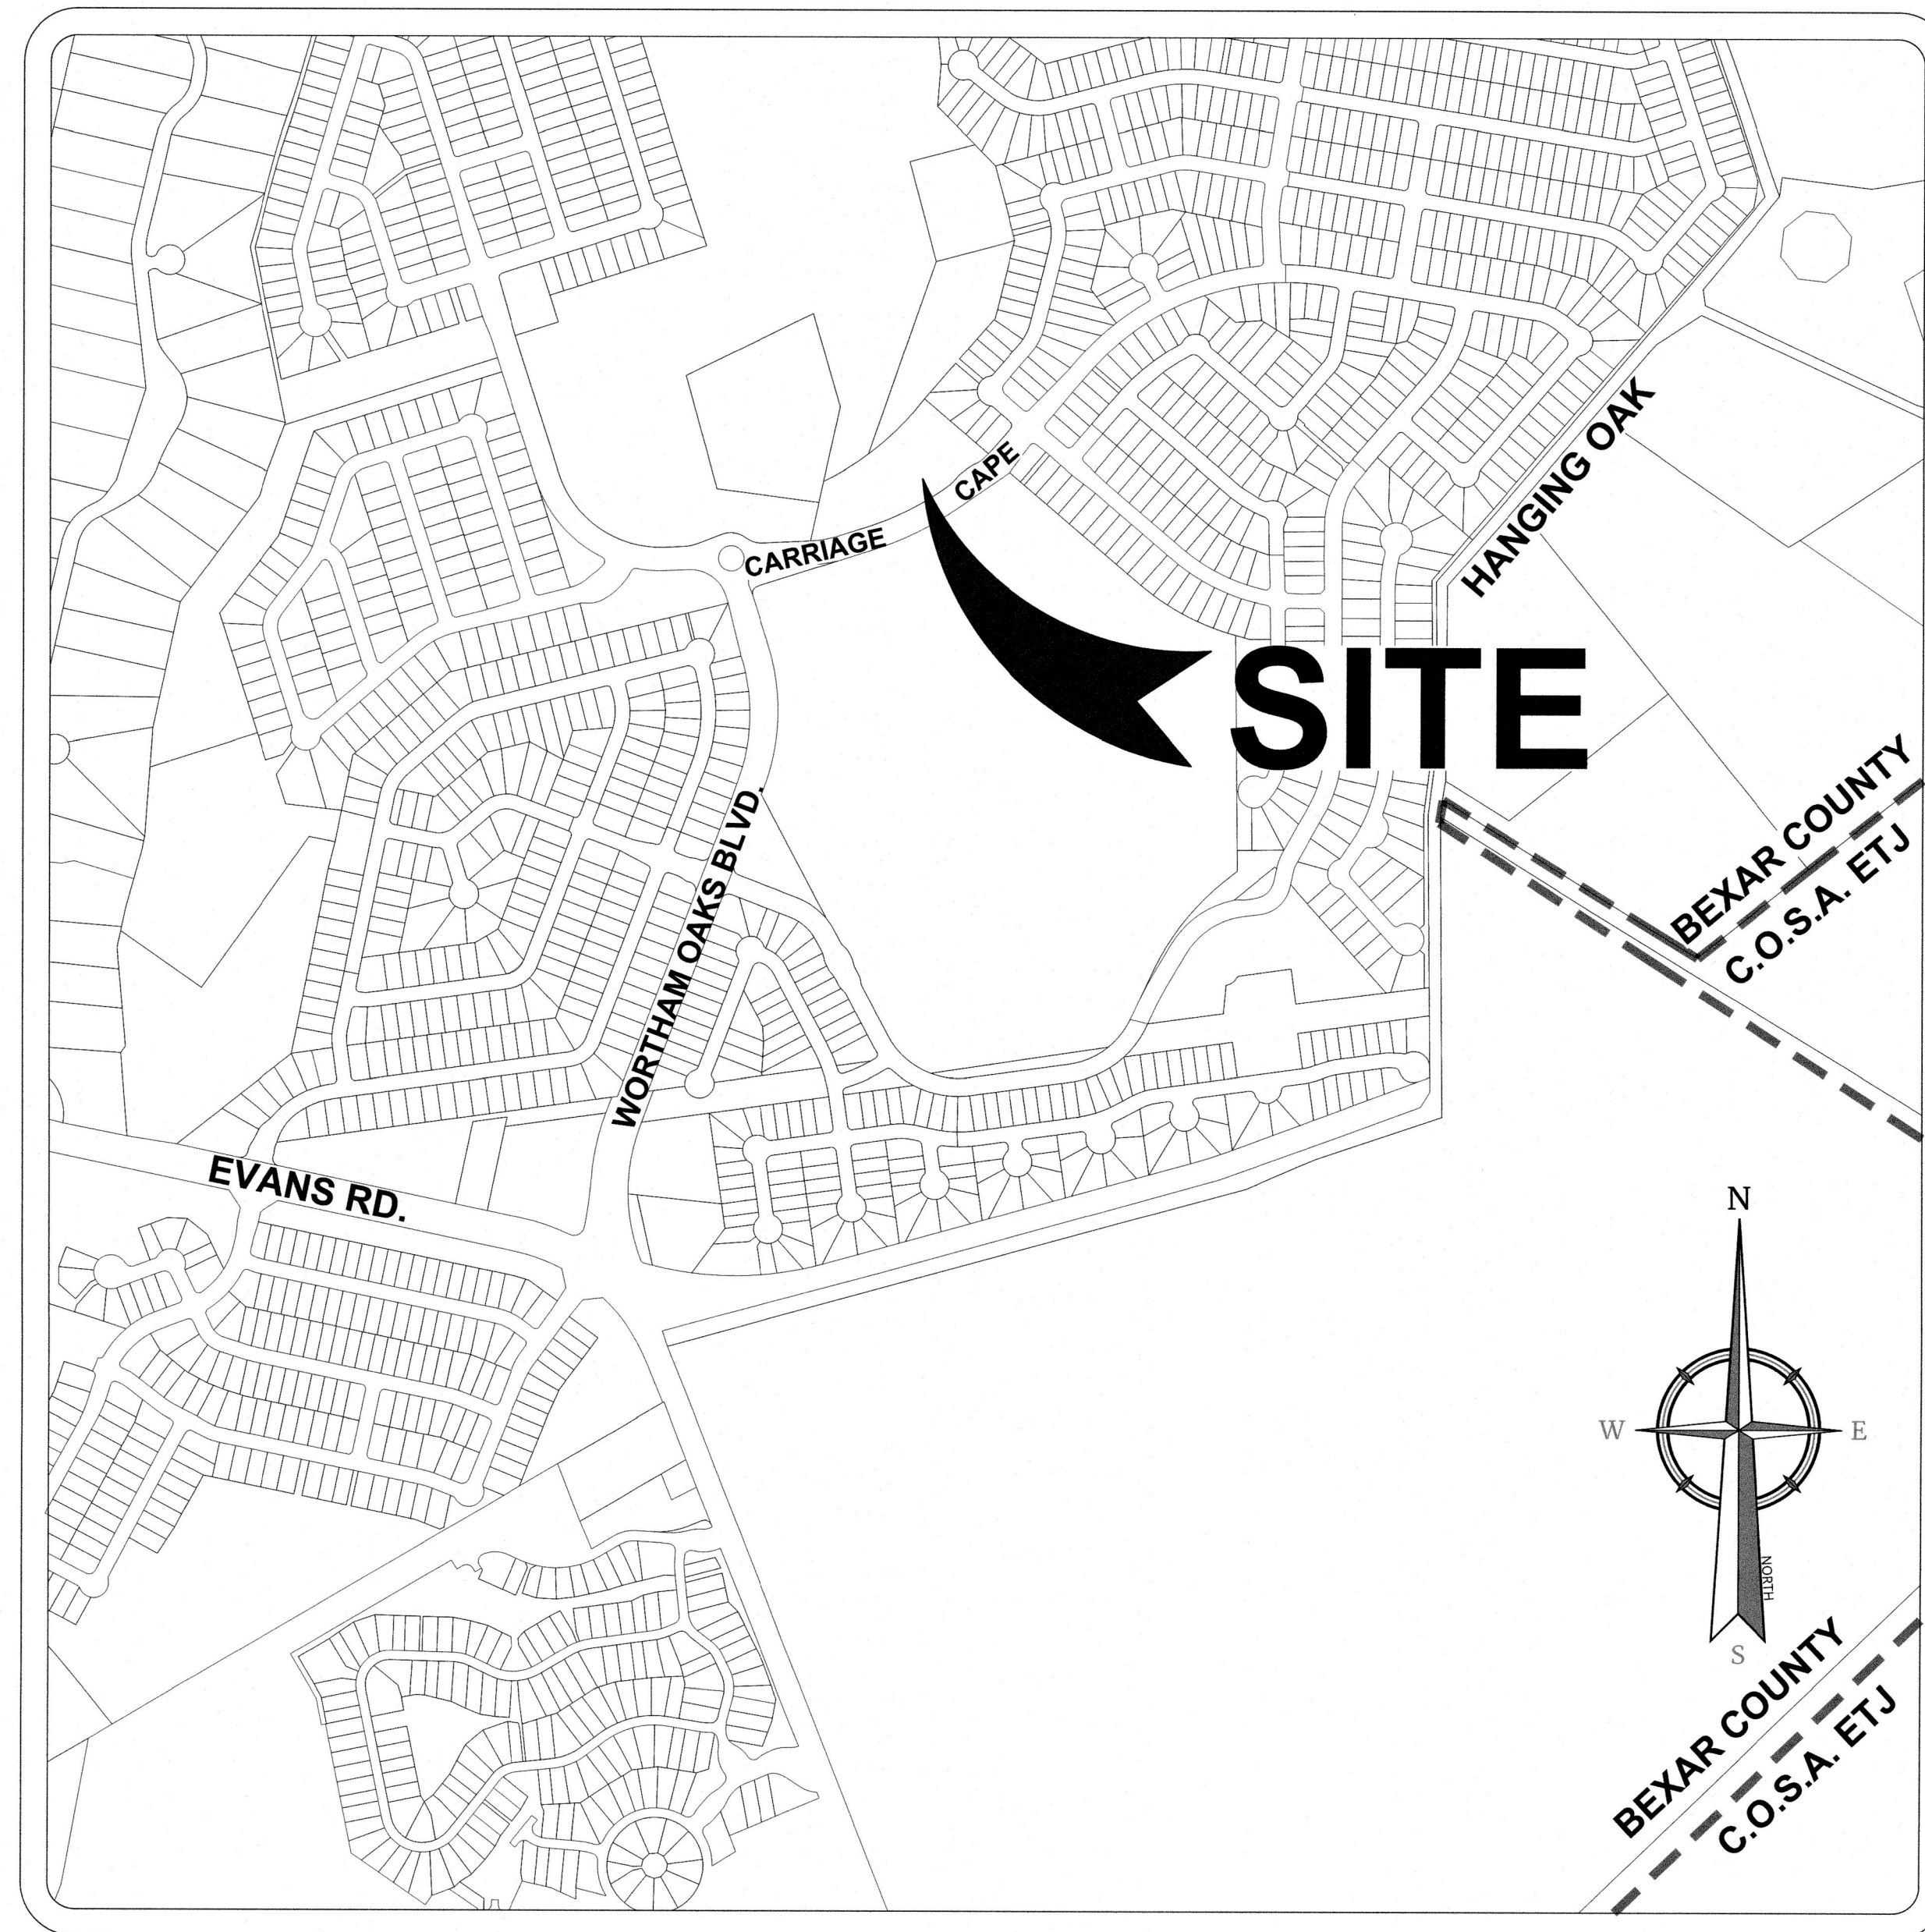 CAPE
CARRIAGE
HANGING OAK
SITE
WORTHAM OAKS BLVD.
BEXAR COUNTY
C.O.S.A. ETJ
EVANS RD.
N
W
E
NORTH
S
BEXAR COUNTY
C.O.S.A. ETJ